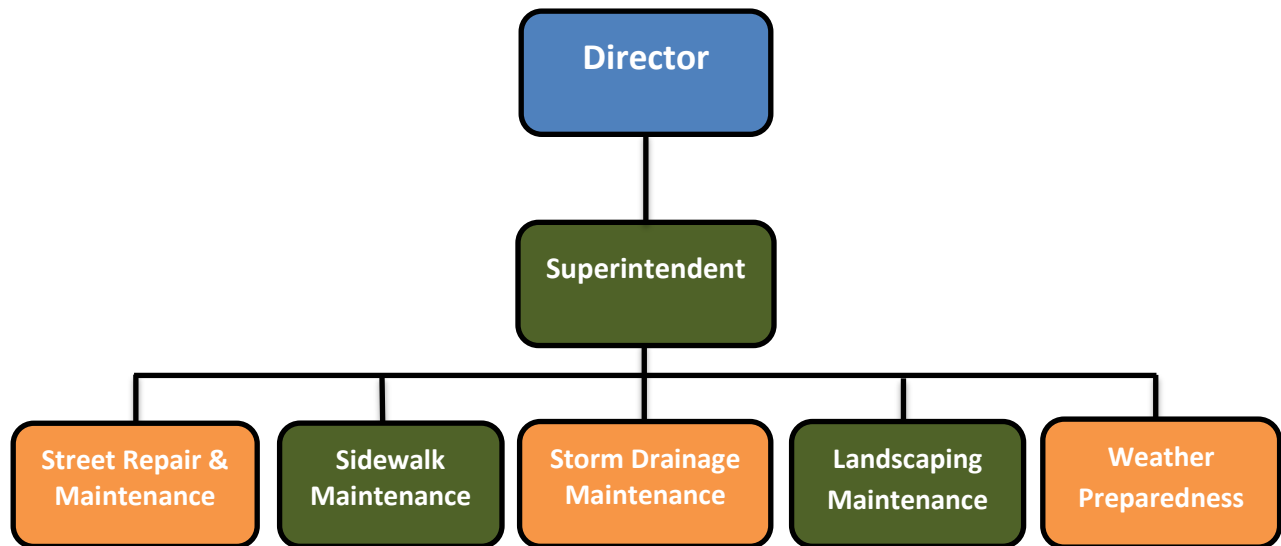 Director
Superintendent
Street Repair &
Maintenance
Sidewalk
Maintenance
Storm Drainage
Maintenance
Landscaping
Maintenance
Weather
Preparedness